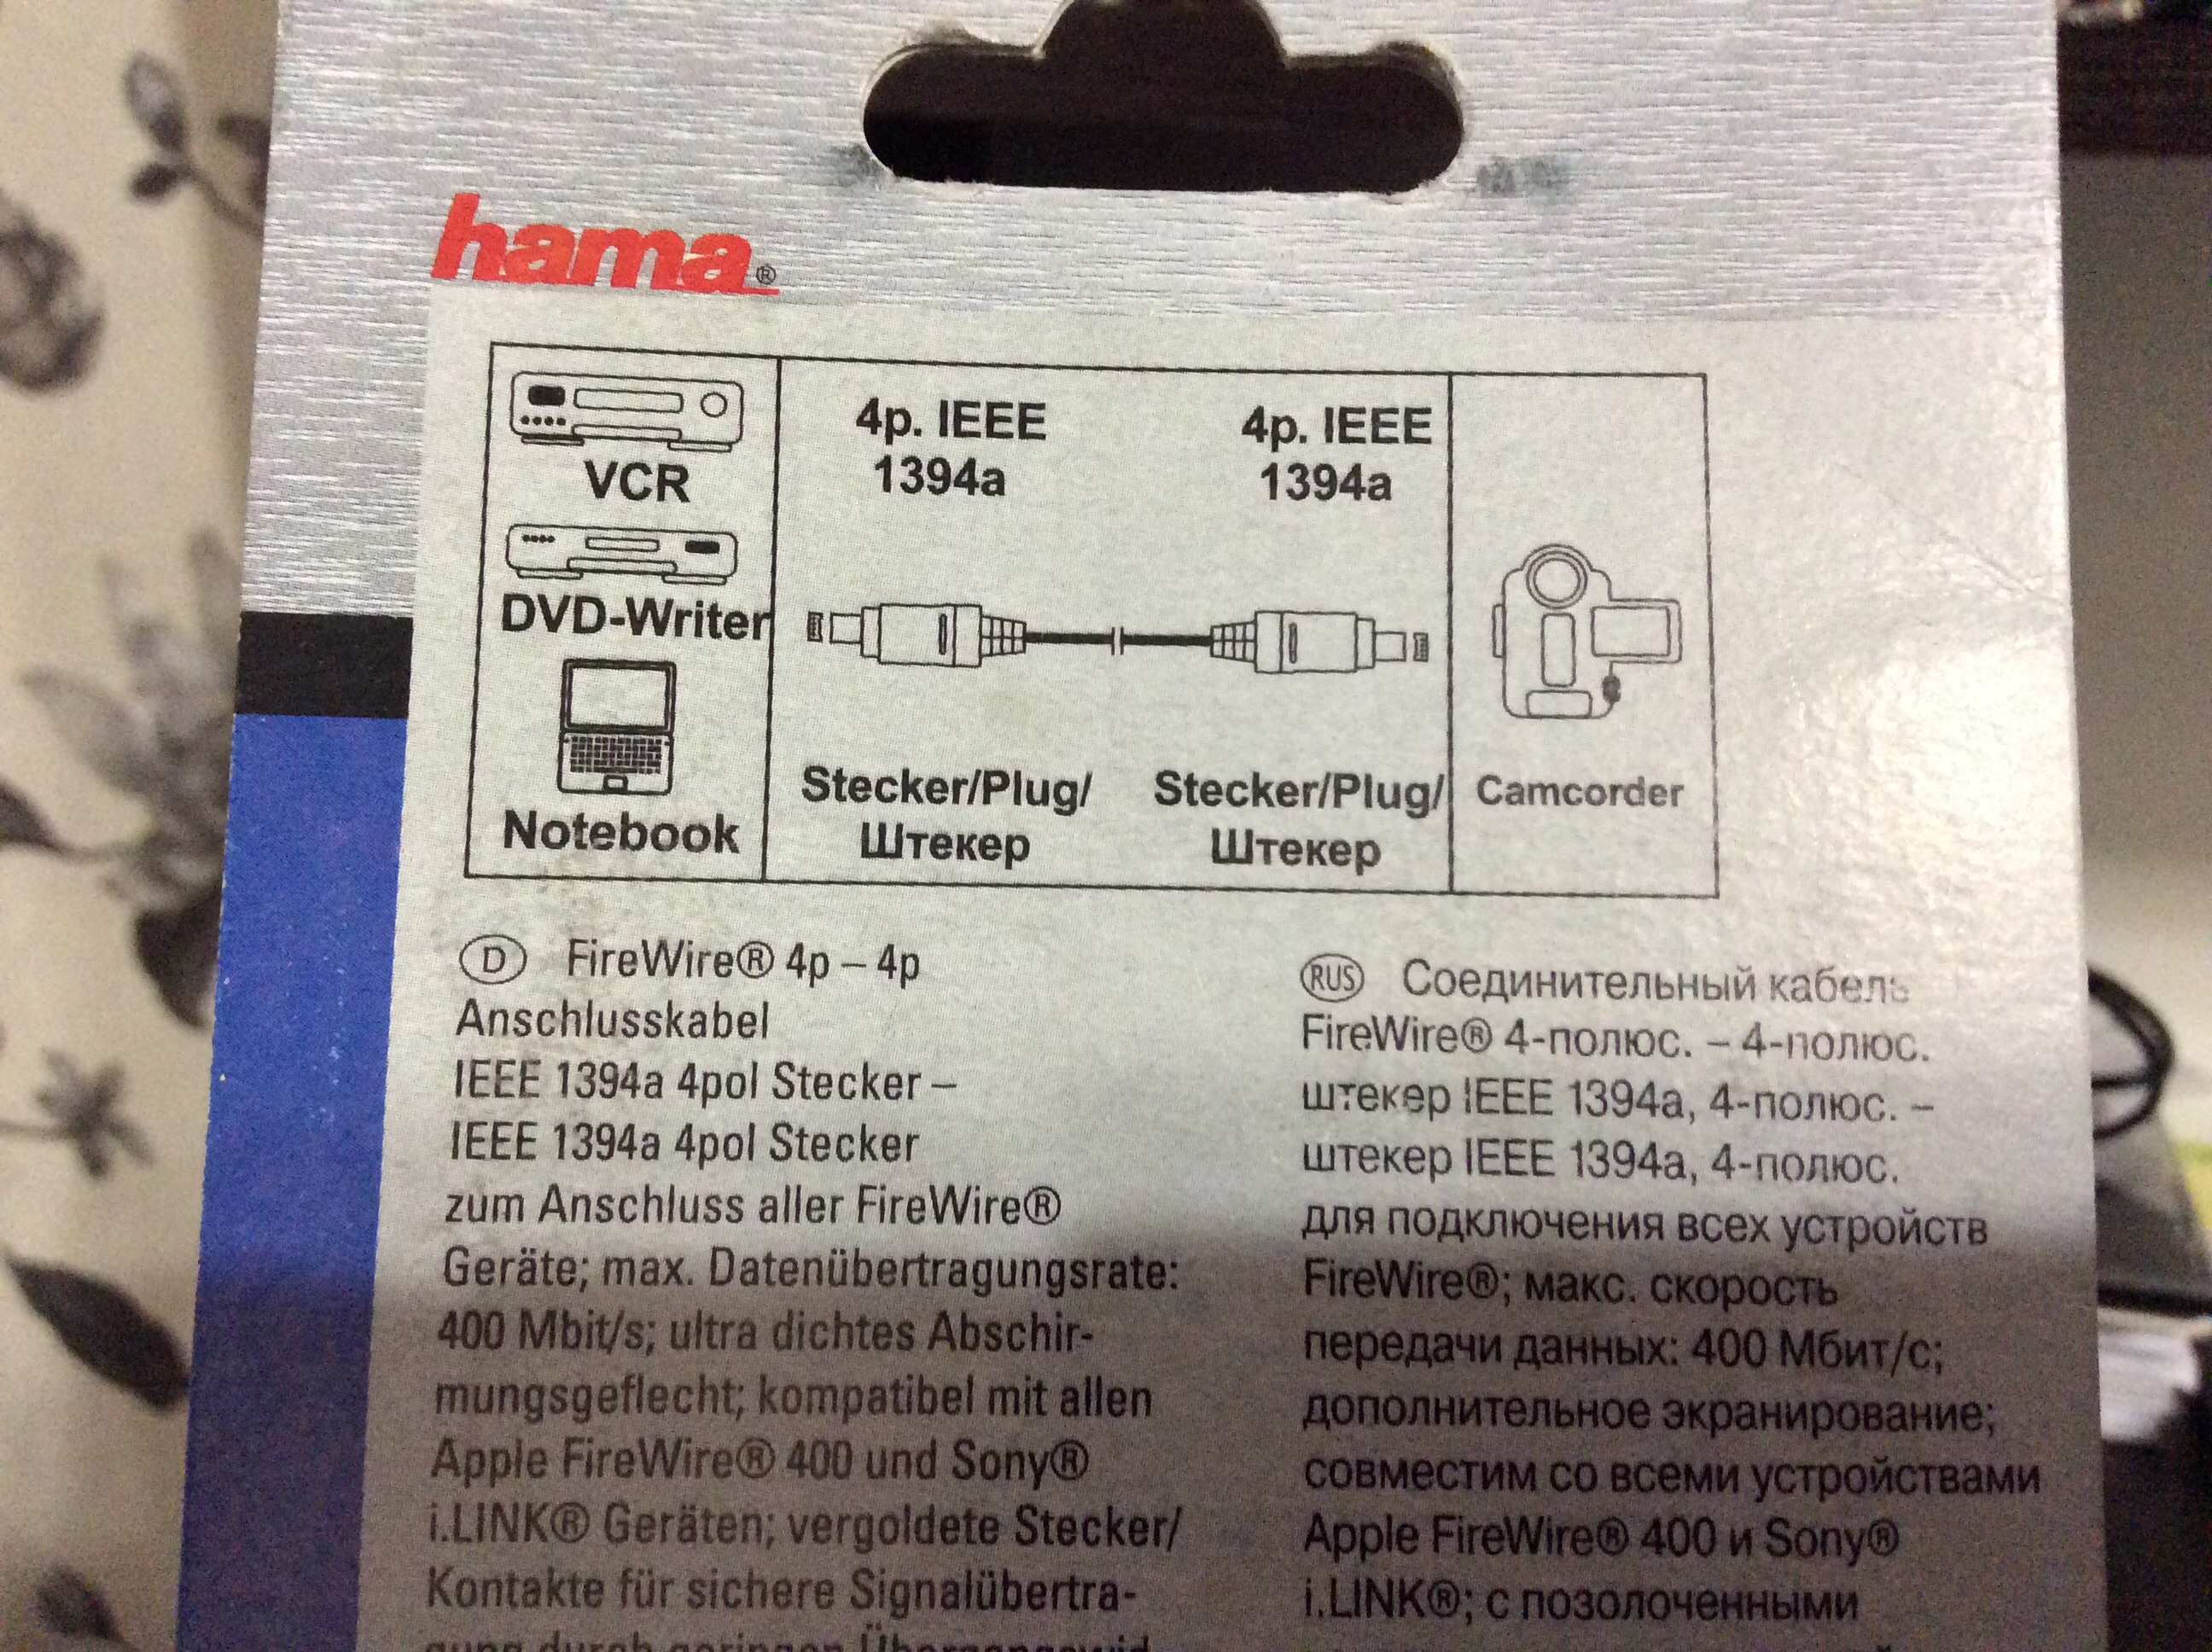 hama®
VCR
DVD-Writer
Notebook
4p. IEEE
1394a
4p. IEEE
1394a
Stecker/Plug/
Штекер
Stecker/Plug/
Штекер
Camcorder
D FireWire® 4p – 4p
Anschlusskabel
IEEE 1394a 4pol Stecker –
IEEE 1394a 4pol Stecker
zum Anschluss aller FireWire®
Geräte; max. Datenübertragungsrate:
400 Mbit/s; ultra dichtes Abschir-
mungsgeflecht; kompatibel mit allen
Apple FireWire® 400 und Sony®
i.LINK® Geräten; vergoldete Stecker/
Kontakte für sichere Signalübertra-
gung durch geringen
RUS Соединительный кабель
FireWire® 4-полюс. – 4-полюс.
штекер IEEE 1394a, 4-полюс. –
штекер IEEE 1394a, 4-полюс.
для подключения всех устройств
FireWire®; макс. скорость
передачи данных: 400 Мбит/с;
дополнительное экранирование;
совместим со всеми устройствами
Apple FireWire® 400 и Sony®
i.LINK®; с позолоченными